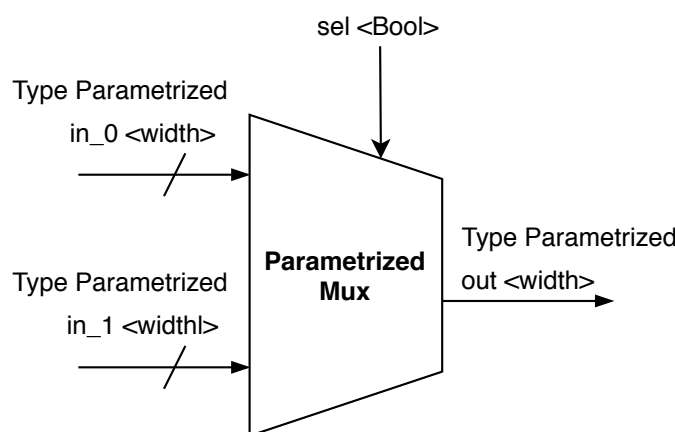 sel <Bool>
Type Parametrized
in_0 <width>
Type Parametrized
in_1 <widthl>
Parametrized
Mux
Type Parametrized
out <width>